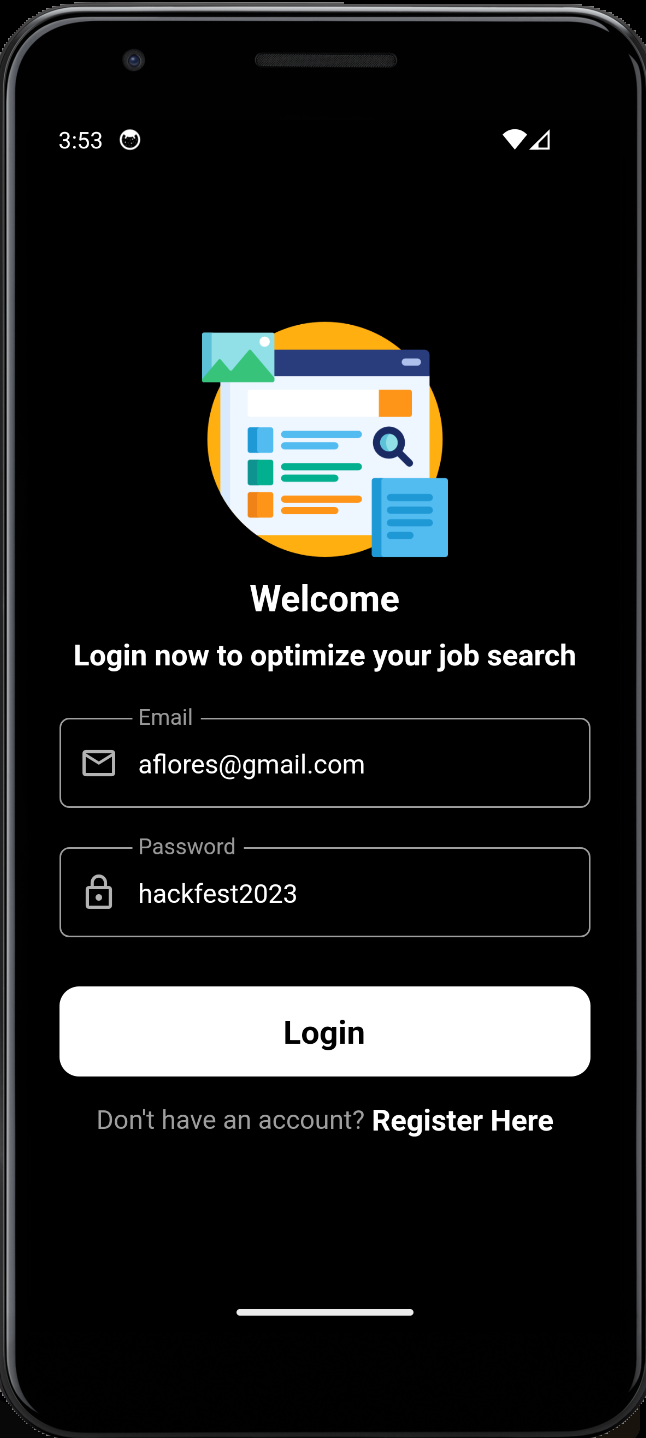 3:53
Welcome
Login now to optimize your job search
Email
aflores@gmail.com
Password
hackfest2023
Login
Don't have an account? Register Here